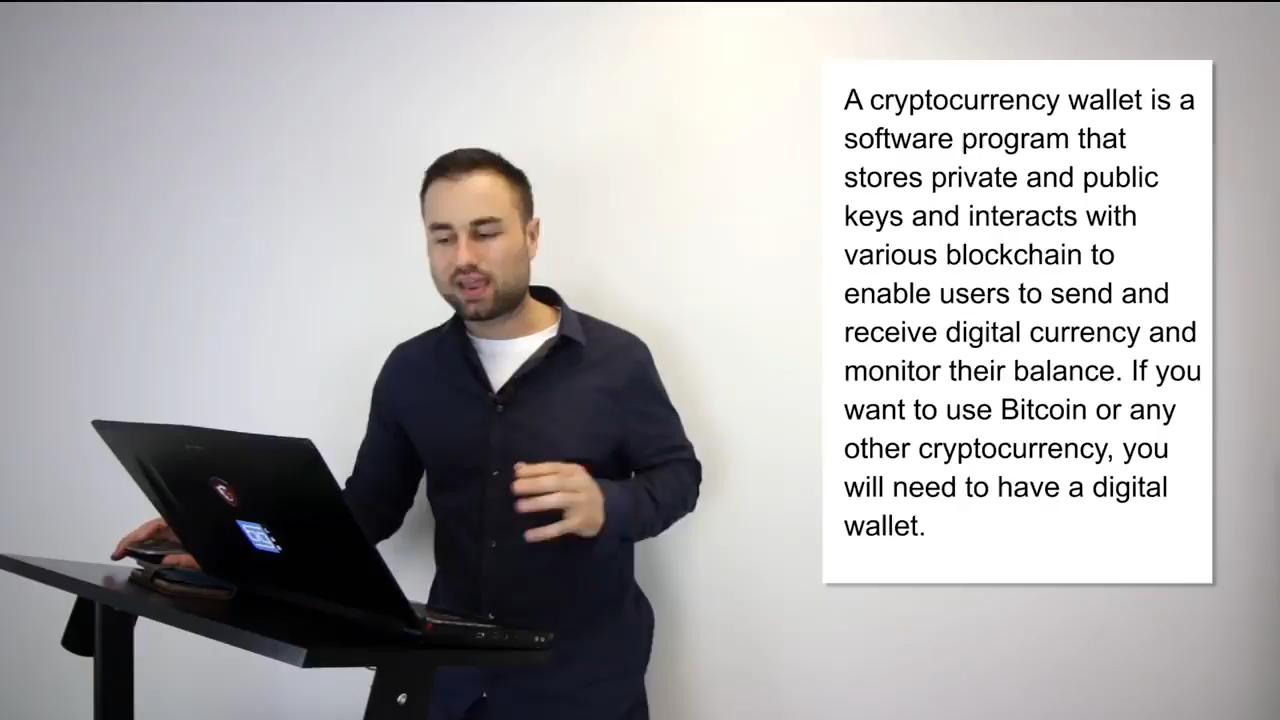 A cryptocurrency wallet is a
software program that
stores private and public
keys and interacts with
various blockchain to
enable users to send and
receive digital currency and
monitor their balance. If you
want to use Bitcoin or any
other cryptocurrency, you
will need to have a digital
wallet.